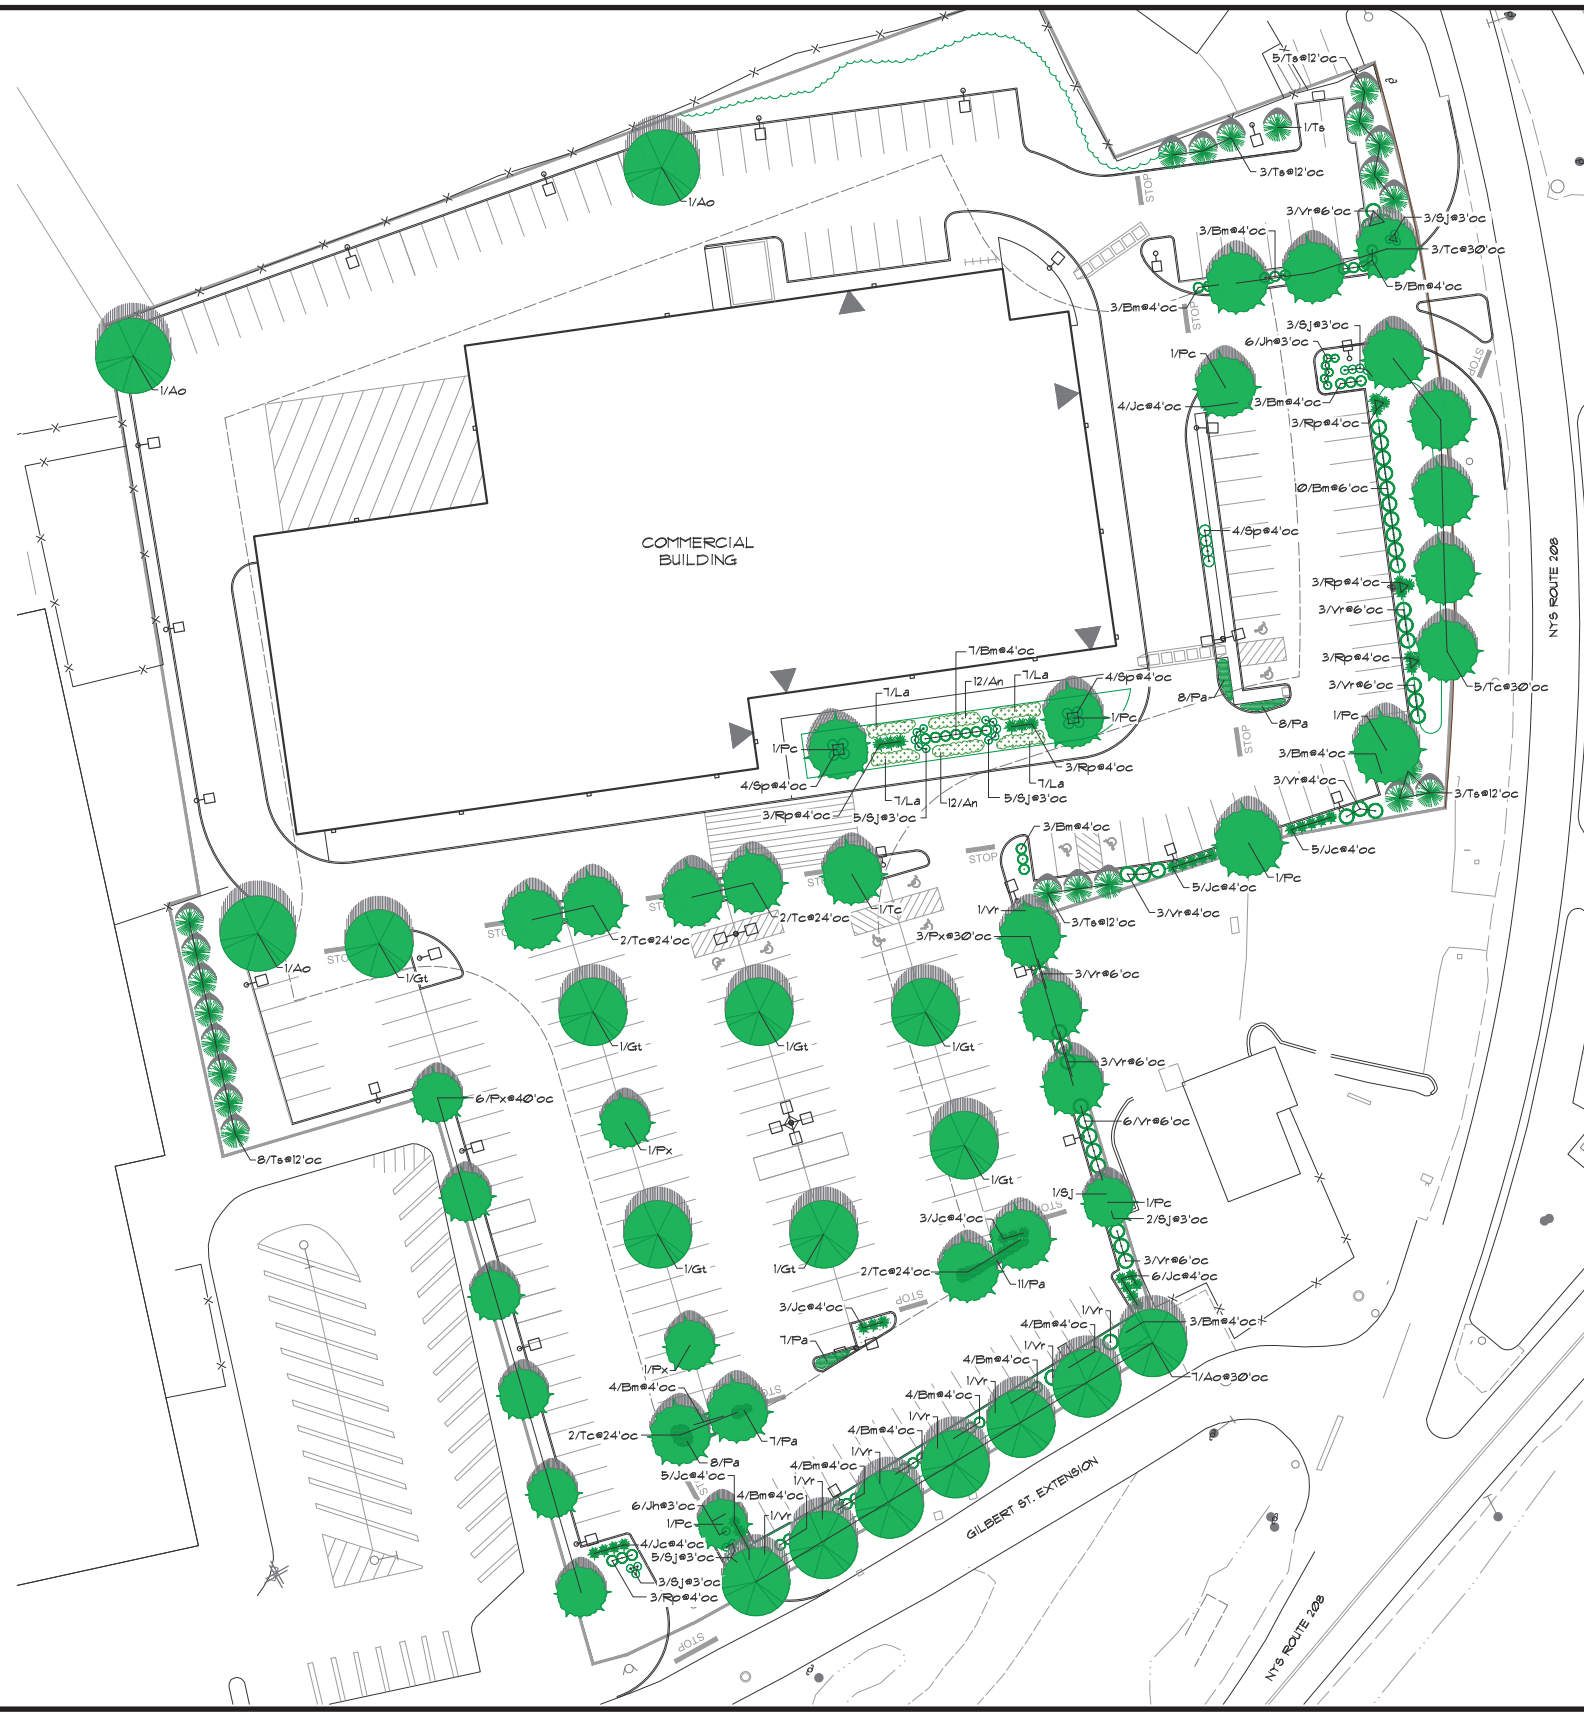 5/Ts@12'oc
1/Ts
3/Ts@12'oc
1/Ao
STOP
3/Vr@6'oc
3/Sj@3'oc
3/Bm@4'oc
3/Tc@30'oc
5/Bm@4'oc
3/Bm@4'oc
STOP
3/Sj@3'oc
6/Jh@3'oc
1/Pc
STOP
1/Ao
4/Jc@4'oc
3/Bm@4'oc
3/Rp@4'oc
10/Bm@6'oc
4/Sp@4'oc
COMMERCIAL
BUILDING
NYS ROUTE 208
3/Rp@4'oc
3/Vr@6'oc
7/Bm@4'oc
3/Rp@4'oc
7/La
12/An
7/La
4/Sp@4'oc
3/Vr@6'oc
5/Tc@30'oc
8/Pa
1/Pc
1/Pc
8/Pa
1/Pc
STOP
3/Bm@4'oc
4/Sp@4'oc
3/Rp@4'oc
7/La
3/Vr@4'oc
3/Ts@12'oc
7/La
12/An
5/Sj@3'oc
3/Rp@4'oc
5/Sj@3'oc
3/Bm@4'oc
5/Jc@4'oc
STOP
1/Pc
5/Jc@4'oc
STO
STO
STO
2/Tc@24'oc
1/Tc
1/Vr
3/Ts@12'oc
3/Vr@4'oc
2/Tc@24'oc
3/Px@30'oc
STO
1/Ao
1/Gt
3/Vr@6'oc
1/Gt
1/Gt
1/Gt
3/Vr@6'oc
6/Px@40'oc
6/Vr@6'oc
1/Px
8/Ts@12'oc
1/Gt
1/Sj
1/Pc
2/Sj@3'oc
3/Jc@4'oc
STOP
1/Gt
1/Gt
2/Tc@24'oc
11/Pa
3/Vr@6'oc
6/Jc@4'oc
STOP
3/Jc@4'oc
1/Pa
1/Vr
3/Bm@4'oc
4/Bm@4'oc
1/Vr
1/Px
4/Bm@4'oc
7/Ao@30'oc
4/Bm@4'oc
1/Vr
STOP
4/Bm@4'oc
1/Vr
2/Tc@24'oc
7/Pa
4/Bm@4'oc
1/Vr
8/Pa
4/Bm@4'oc
5/Jc@4'oc
1/Vr
6/Jh@3'oc
4/Bm@4'oc
1/Pc
1/Vr
GILBERT ST. EXTENSION
4/Jc@4'oc
5/Sj@3'oc
3/Sj@3'oc
3/Rp@4'oc
STOP
NYS ROUTE 208